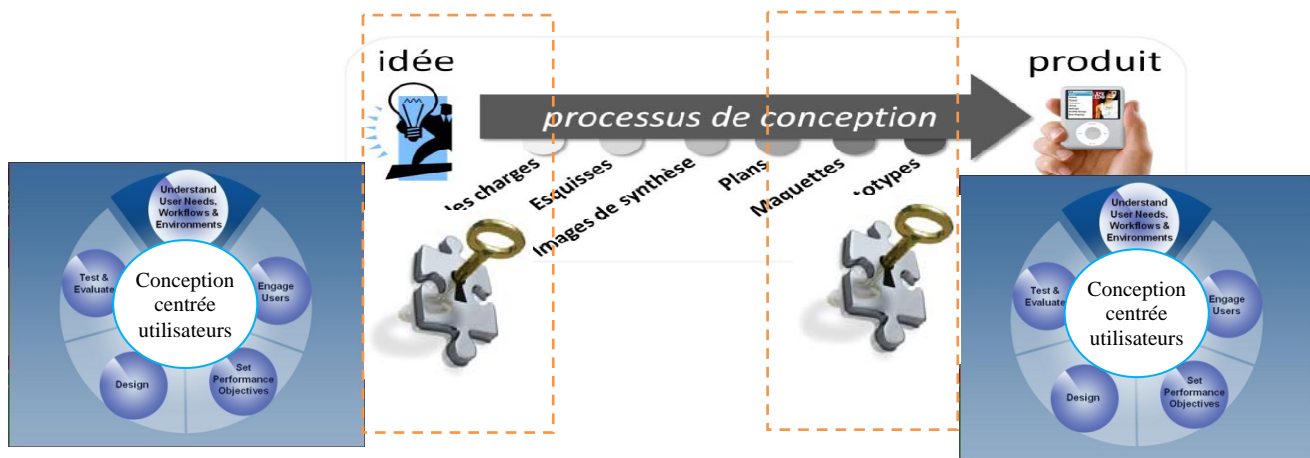 idée
produit
processus de conception
les charges
Esquisses
Images de synthèse
Plans
Maquettes
totypes
Understand
User Needs,
Workflows &
Environments
Test &
Evaluate
Engage
Users
Conception
centrée
utilisateurs
Design
Set
Performance
Objectives
Understand
User Needs,
Workflows &
Environments
Test &
Evaluate
Engage
Users
Conception
centrée
utilisateurs
Design
Set
Performance
Objectives